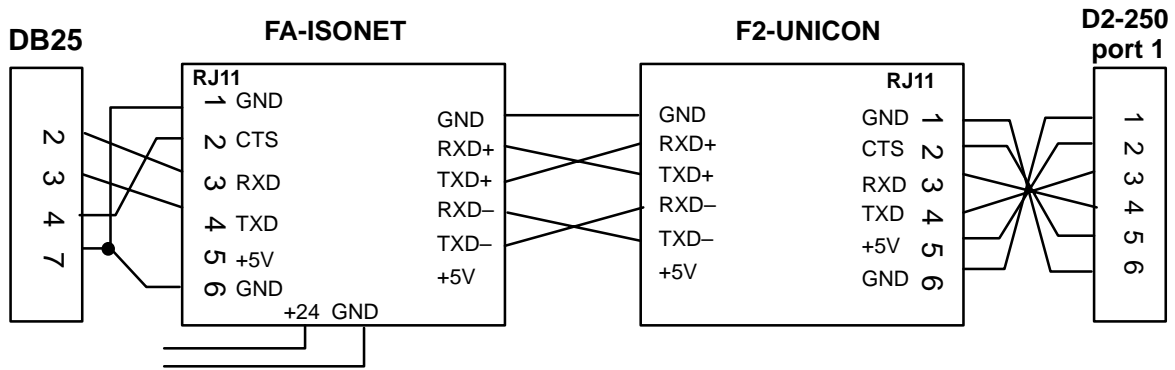 DB25
FA-ISONET
F2-UNICON
D2-250
port 1
2
3
4
7
RJ11
1 GND
2 CTS
3 RXD
4 TXD
5 +5V
6 GND
+24 GND
GND
RXD+
TXD+
RXD–
TXD–
+5V
GND
RXD+
TXD+
RXD–
TXD–
+5V
RJ11
GND 1
CTS 2
RXD 3
TXD 4
+5V 5
GND 6
1
2
3
4
5
6